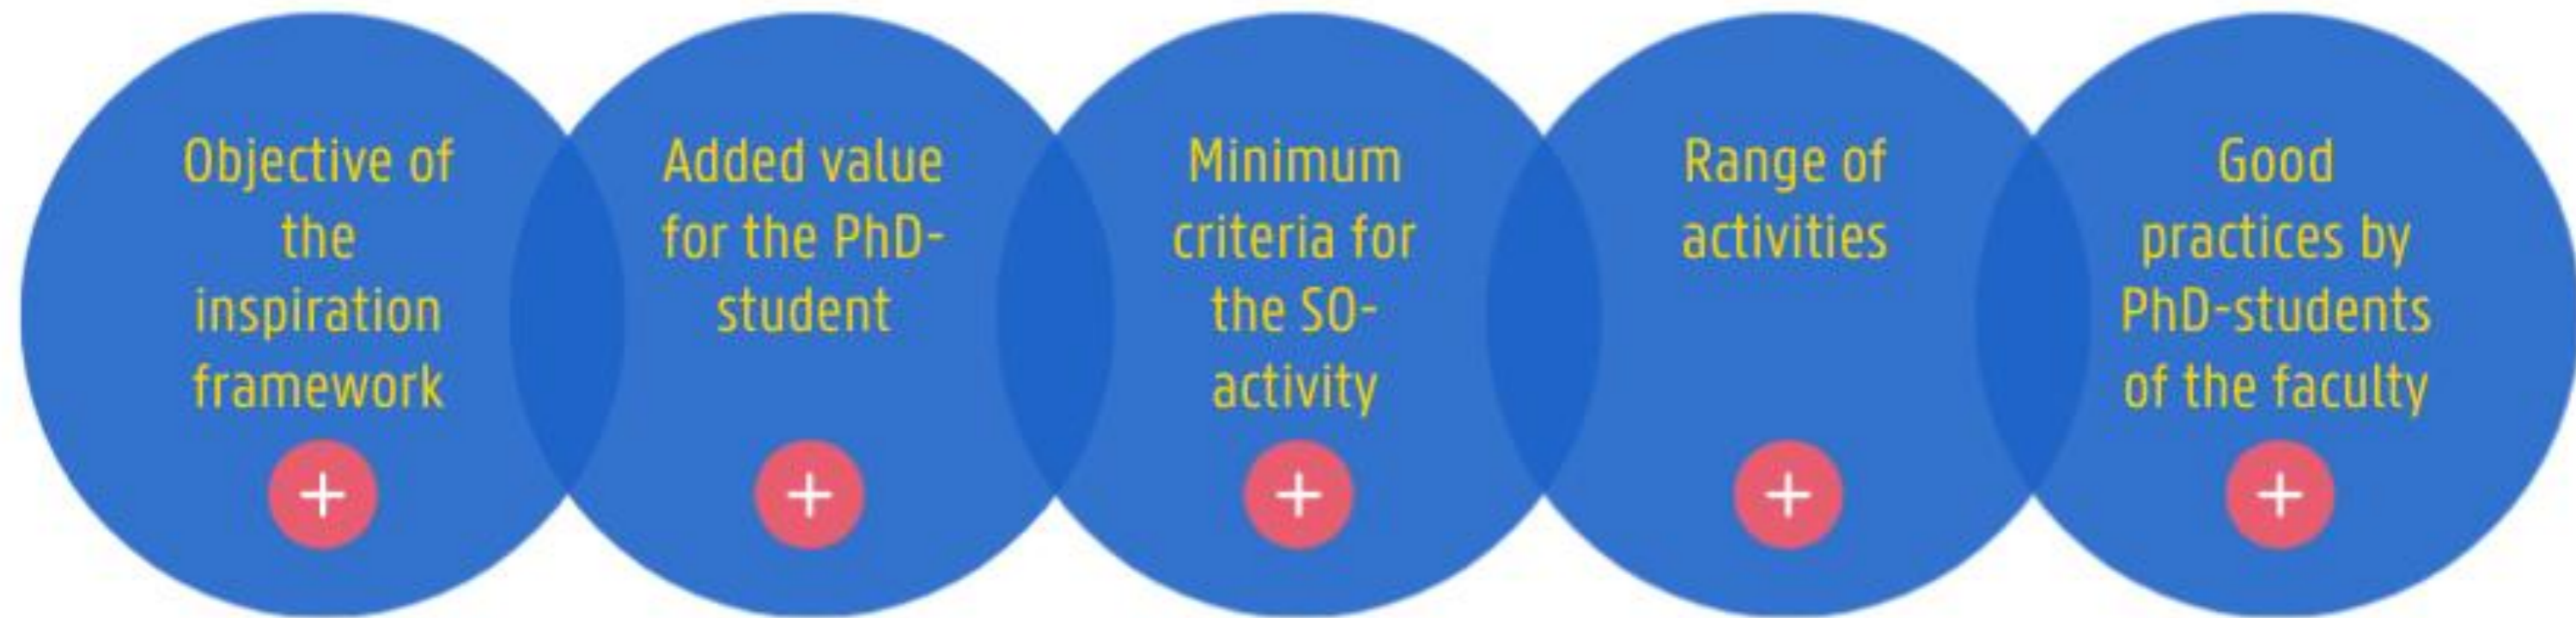 Objective of
the
inspiration
framework
Added value
for the PhD-
student
Minimum
criteria for
the SO-
activity
Range of
activities
Good
practices by
PhD-students
of the faculty